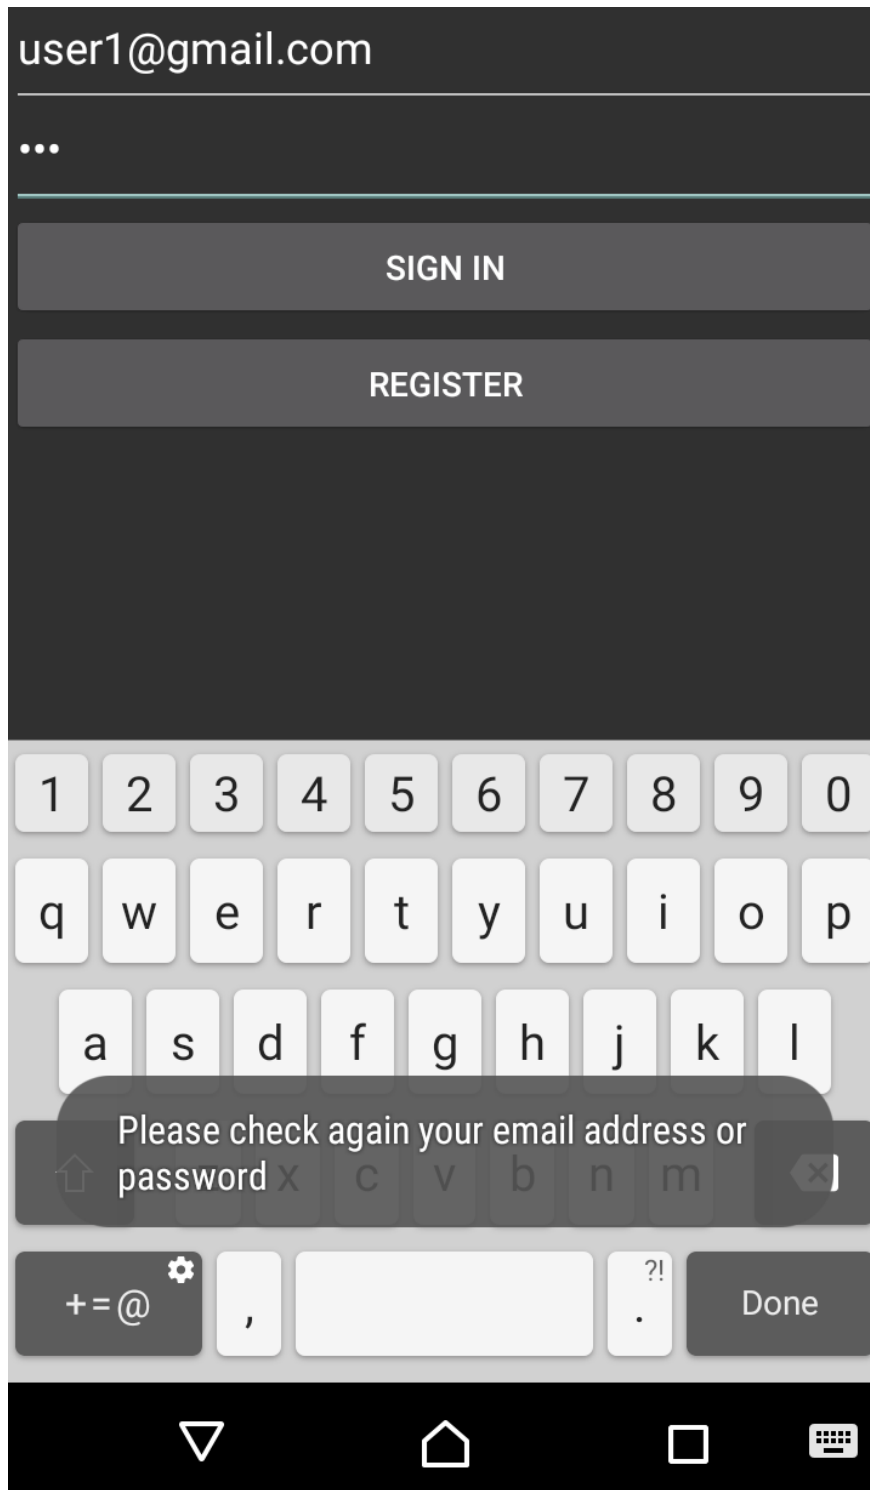 user1@gmail.com
•••
SIGN IN
REGISTER
1 2 3 4 5 6 7 8 9 0
q w e r t y u i o p
a s d f g h j k l
Please check again your email address or
password
x c v b n m
?!
+=@ , . Done